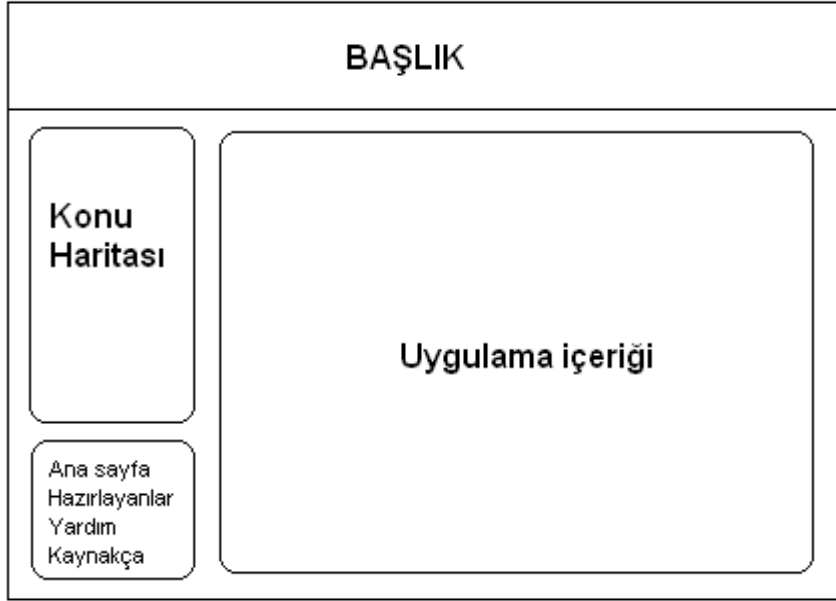 BAŞLIK
Konu
Haritası
Uygulama içeriği
Ana sayfa
Hazırlayanlar
Yardım
Kaynakça